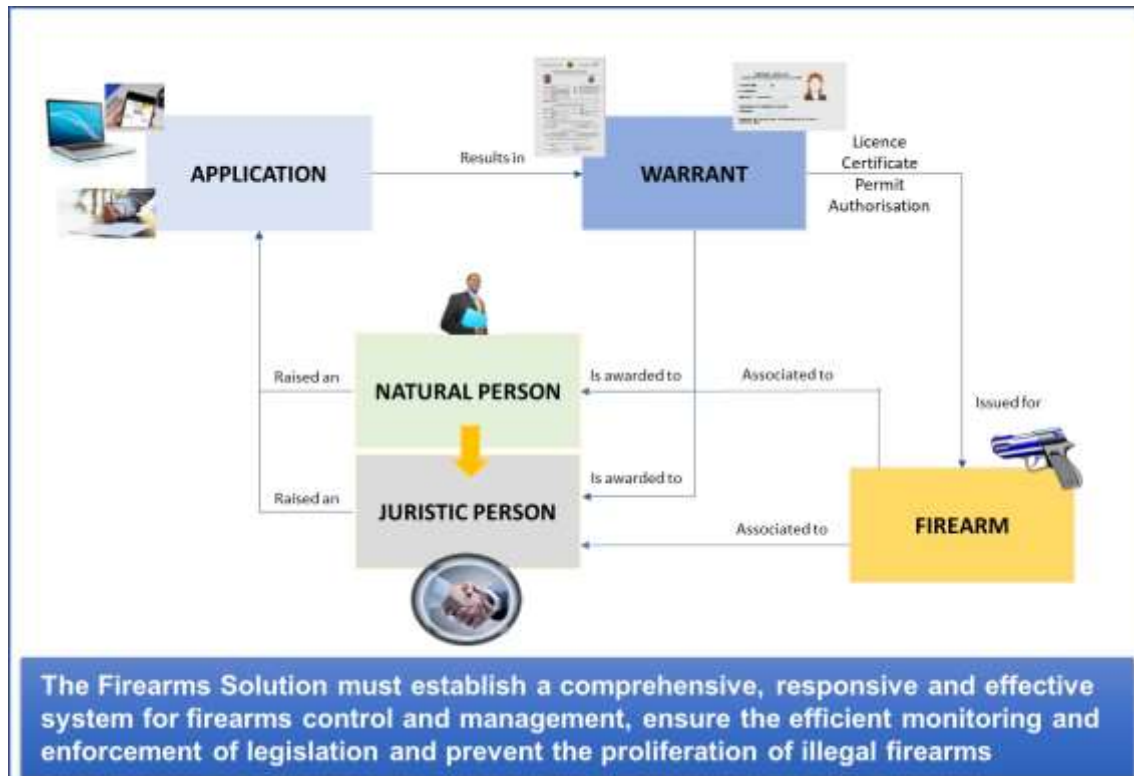 APPLICATION
Results in
WARRANT
Licence
Certificate
Permit
Authorisation
Raised an
NATURAL PERSON
Is awarded to
Associated to
Issued for
Raised an
JURISTIC PERSON
Is awarded to
Associated to
FIREARM
The Firearms Solution must establish a comprehensive, responsive and effective
system for firearms control and management, ensure the efficient monitoring and
enforcement of legislation and prevent the proliferation of illegal firearms